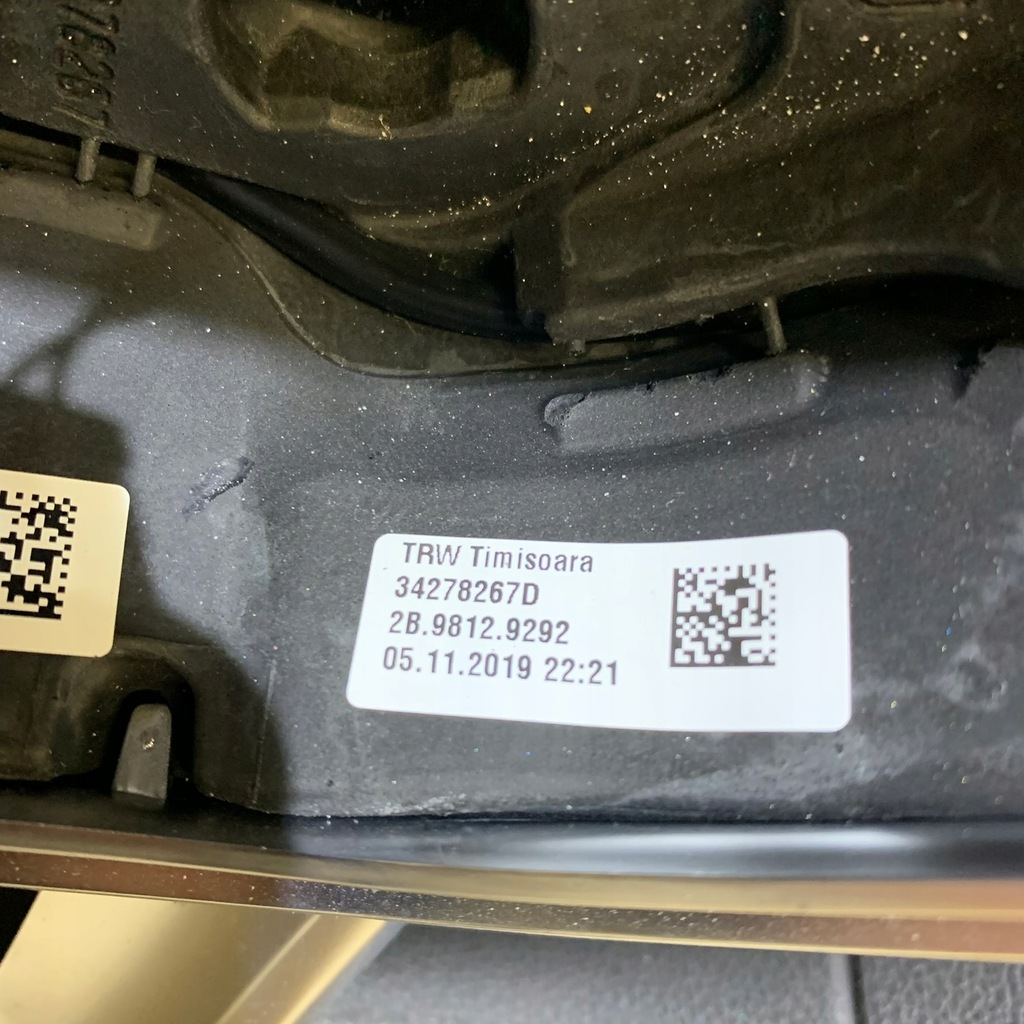 TRW Timisoara
34278267D
2B.9812.9292
05.11.2019 22:21